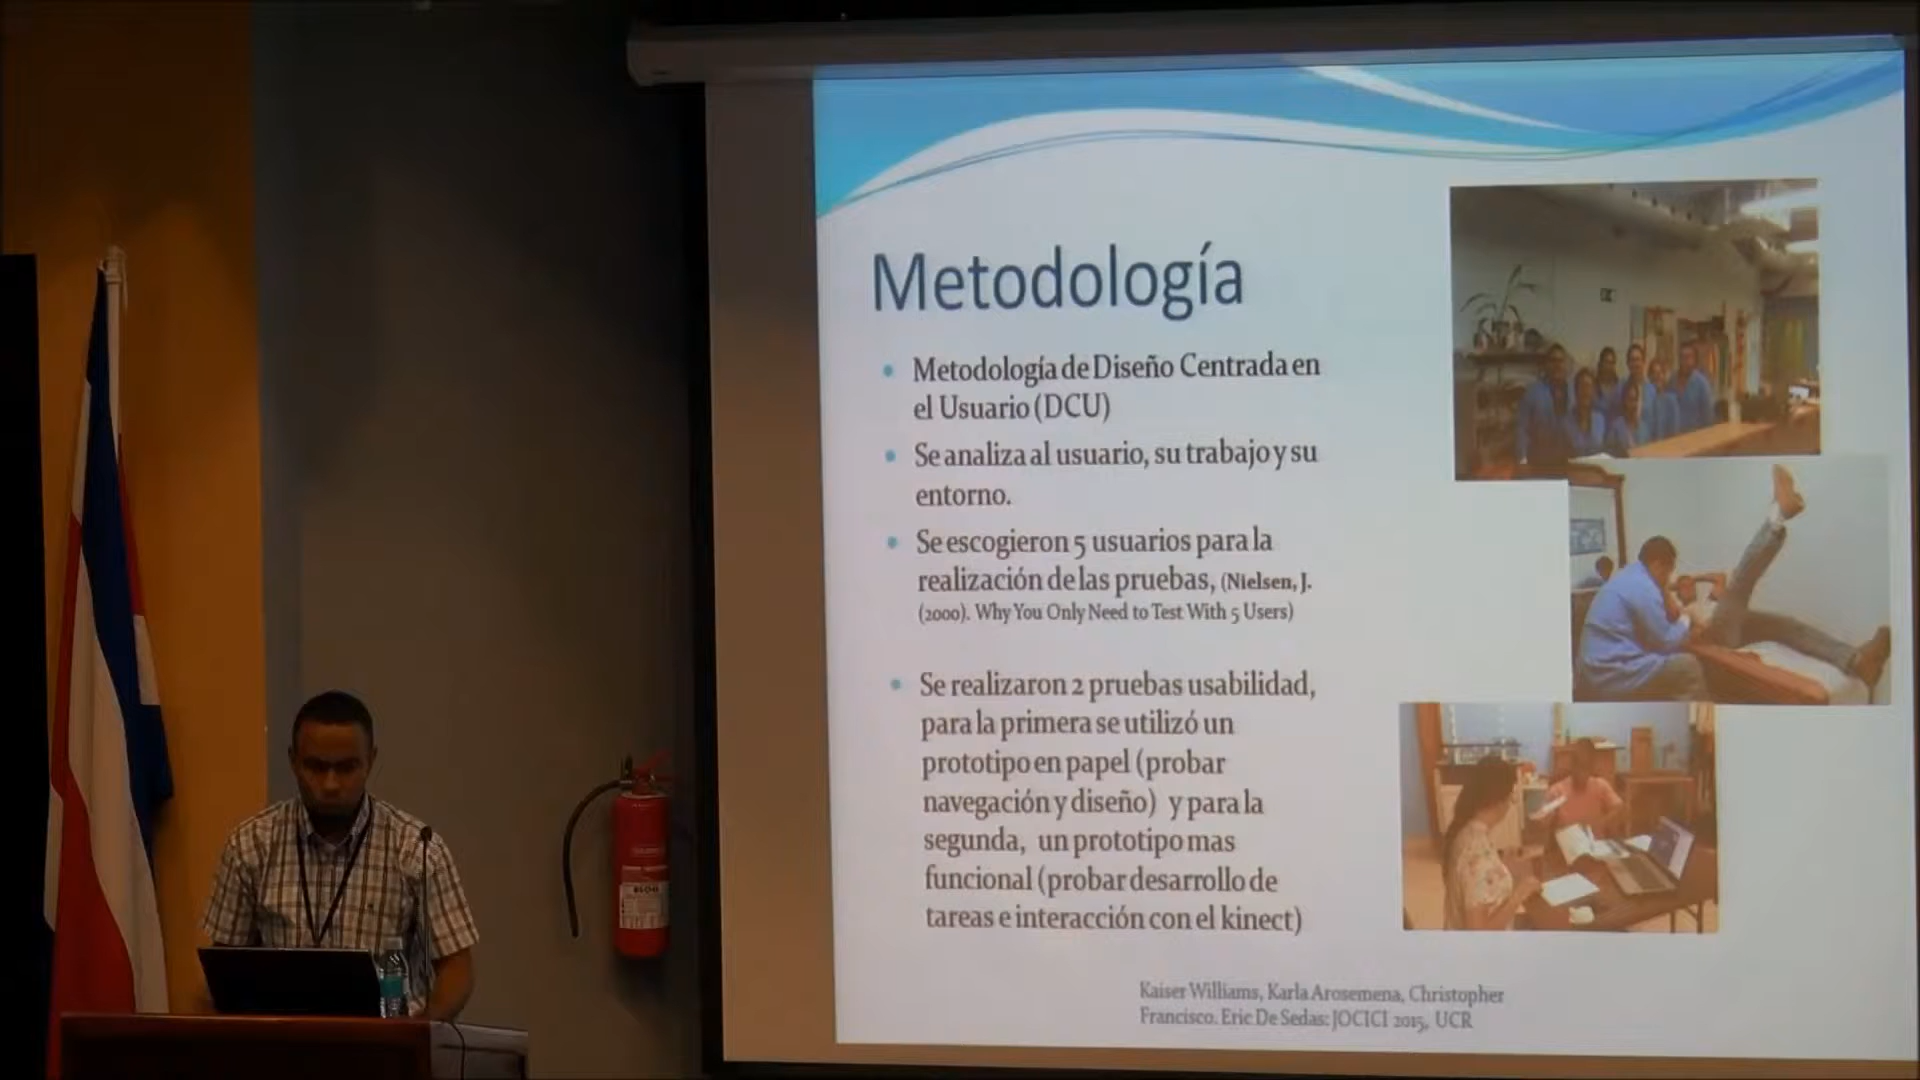 Metodología
Metodología de Diseño Centrada en
el Usuario (DCU)
Se analiza al usuario, su trabajo y su
entorno.
Se escogieron 5 usuarios para la
realización de las pruebas, (Nielsen, J.
(2000). Why You Only Need to Test With 5 Users)
Se realizaron 2 pruebas usabilidad,
para la primera se utilizó un
prototipo en papel (probar
navegación y diseño) y para la
segunda, un prototipo mas
funcional (probar desarrollo de
tareas e interacción con el kinect)
Kaiser Williams, Karla Arosemena, Christopher
Francisco. Eric De Sedas: JOCICI 2015, UCR